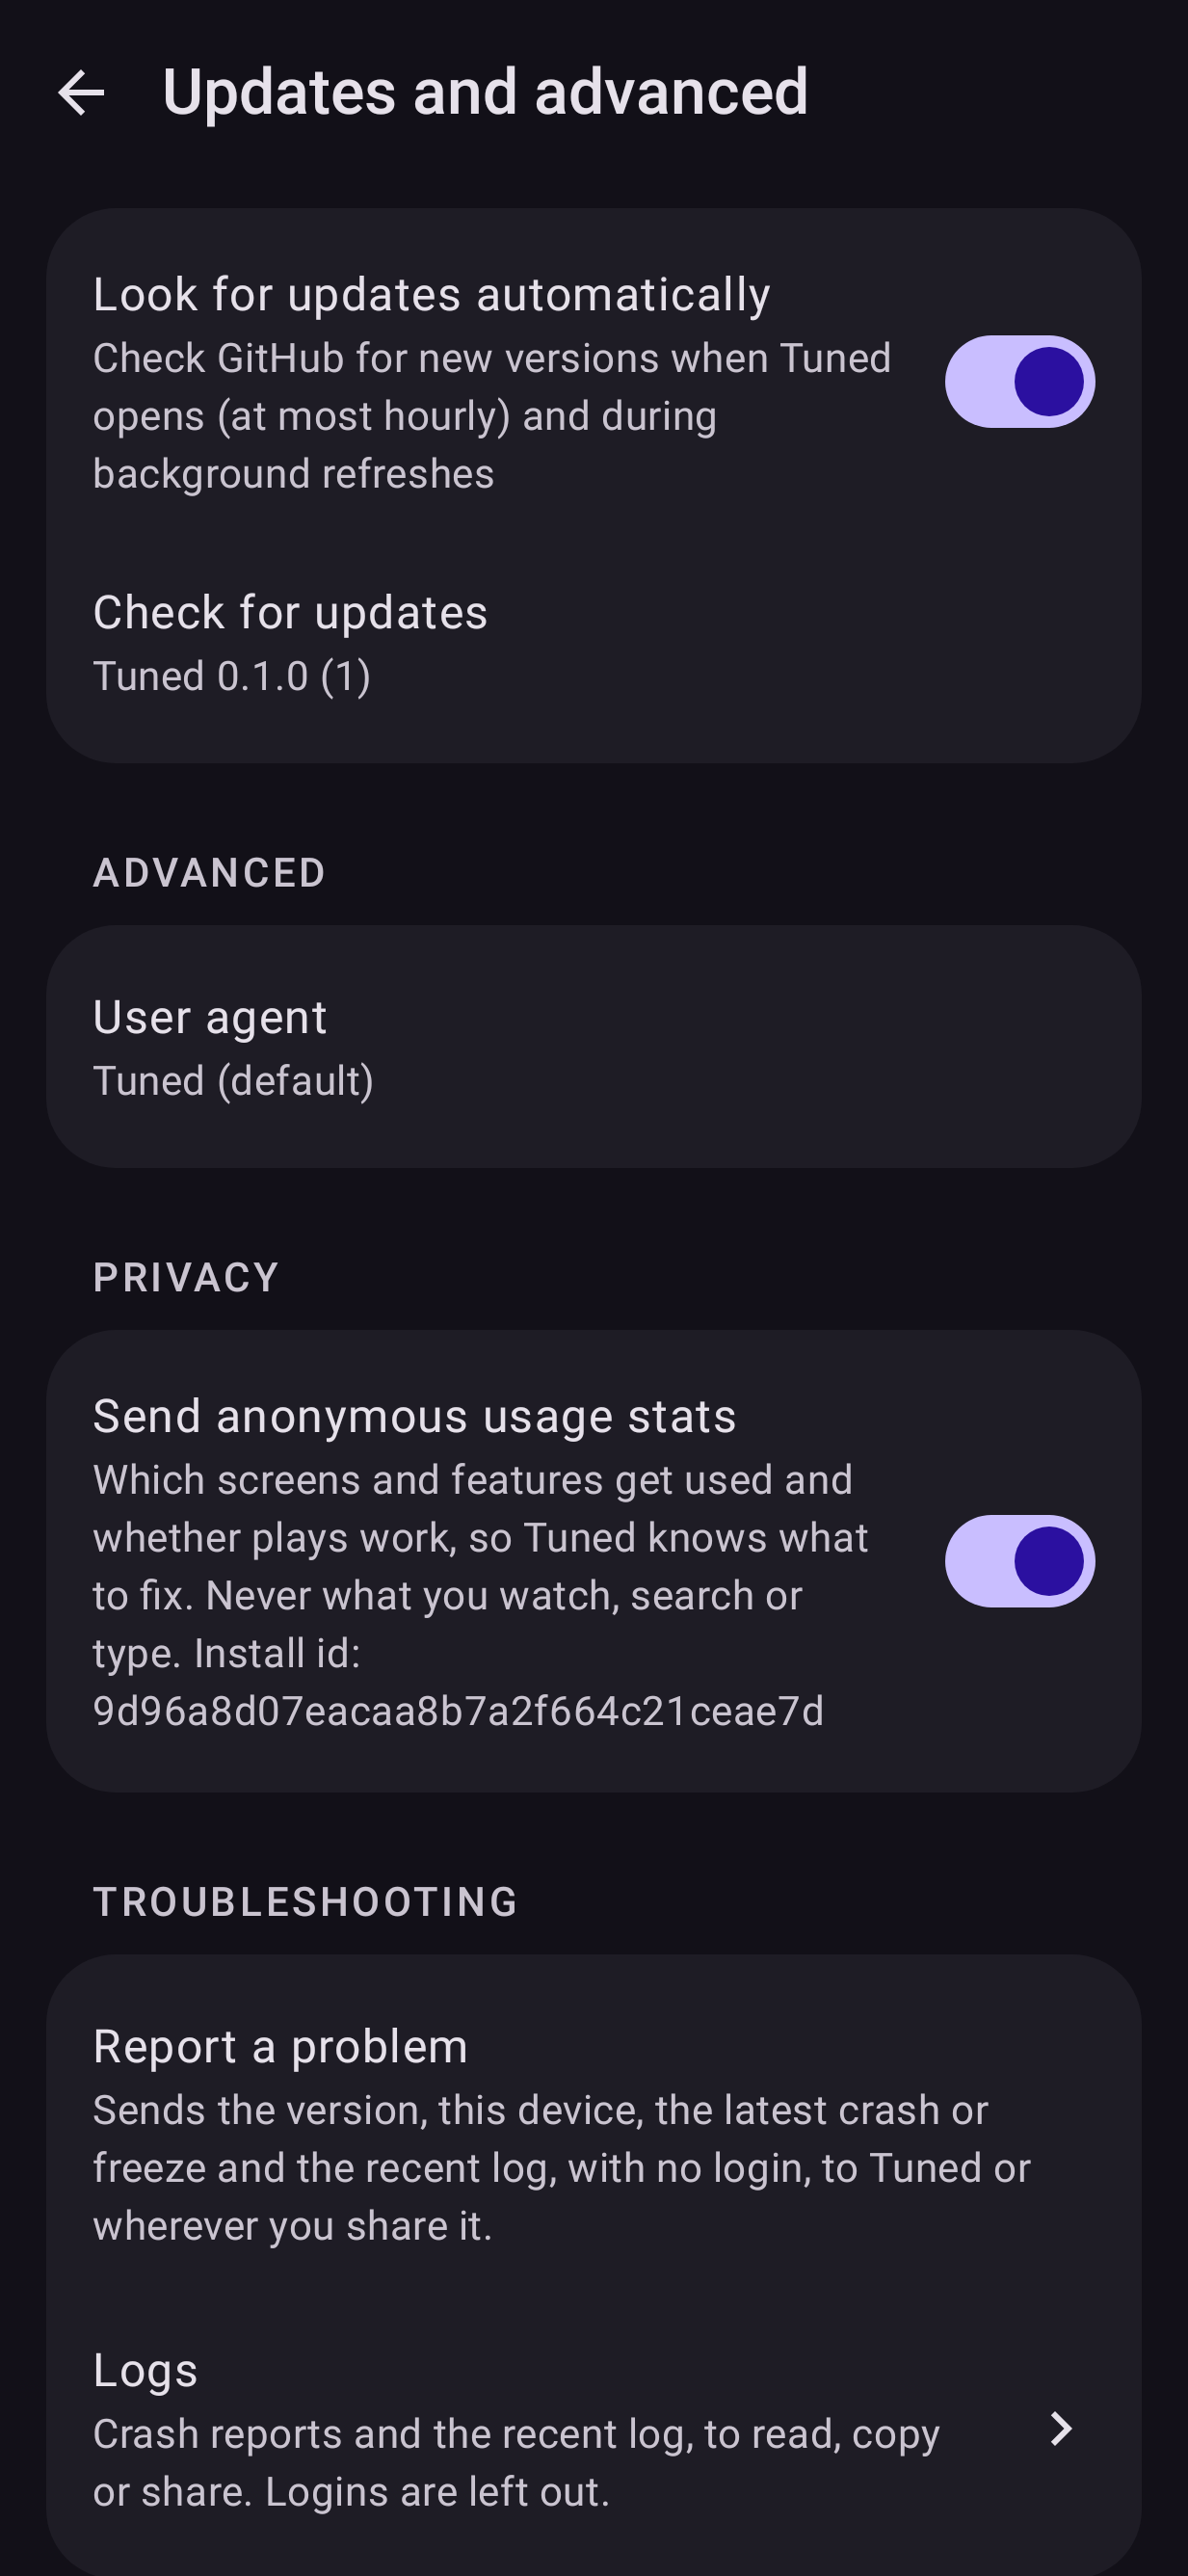 Updates and advanced
Look for updates automatically
Check GitHub for new versions when Tuned
opens (at most hourly) and during
background refreshes
Check for updates
Tuned 0.1.0 (1)
ADVANCED
User agent
Tuned (default)
PRIVACY
Send anonymous usage stats
Which screens and features get used and
whether plays work, so Tuned knows what
to fix. Never what you watch, search or
type. Install id:
9d96a8d07eacaa8b7a2f664c21ceae7d
TROUBLESHOOTING
Report a problem
Sends the version, this device, the latest crash or
freeze and the recent log, with no login, to Tuned or
wherever you share it.
Logs
Crash reports and the recent log, to read, copy
or share. Logins are left out.